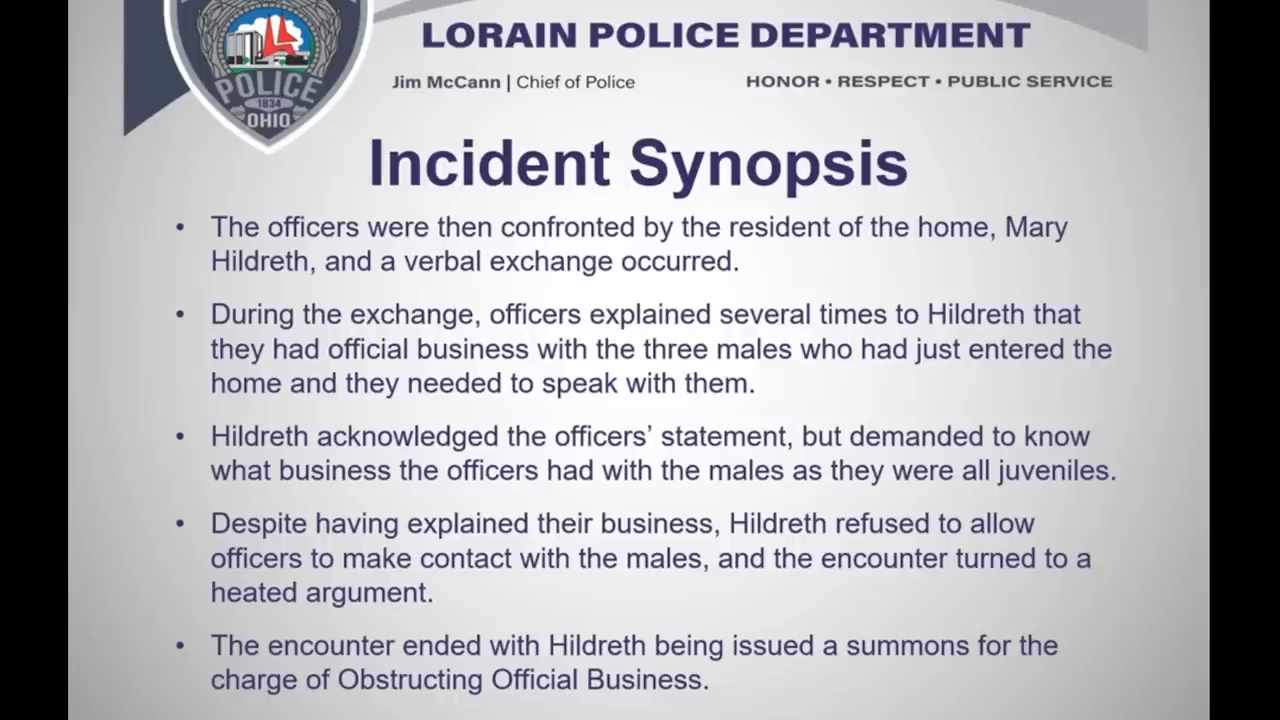 LORAIN POLICE DEPARTMENT
Jim McCann | Chief of Police
HONOR • RESPECT • PUBLIC SERVICE
POLICE
1834
OHIO
Incident Synopsis
• The officers were then confronted by the resident of the home, Mary
Hildreth, and a verbal exchange occurred.
• During the exchange, officers explained several times to Hildreth that
they had official business with the three males who had just entered the
home and they needed to speak with them.
• Hildreth acknowledged the officers’ statement, but demanded to know
what business the officers had with the males as they were all juveniles.
• Despite having explained their business, Hildreth refused to allow
officers to make contact with the males, and the encounter turned to a
heated argument.
• The encounter ended with Hildreth being issued a summons for the
charge of Obstructing Official Business.